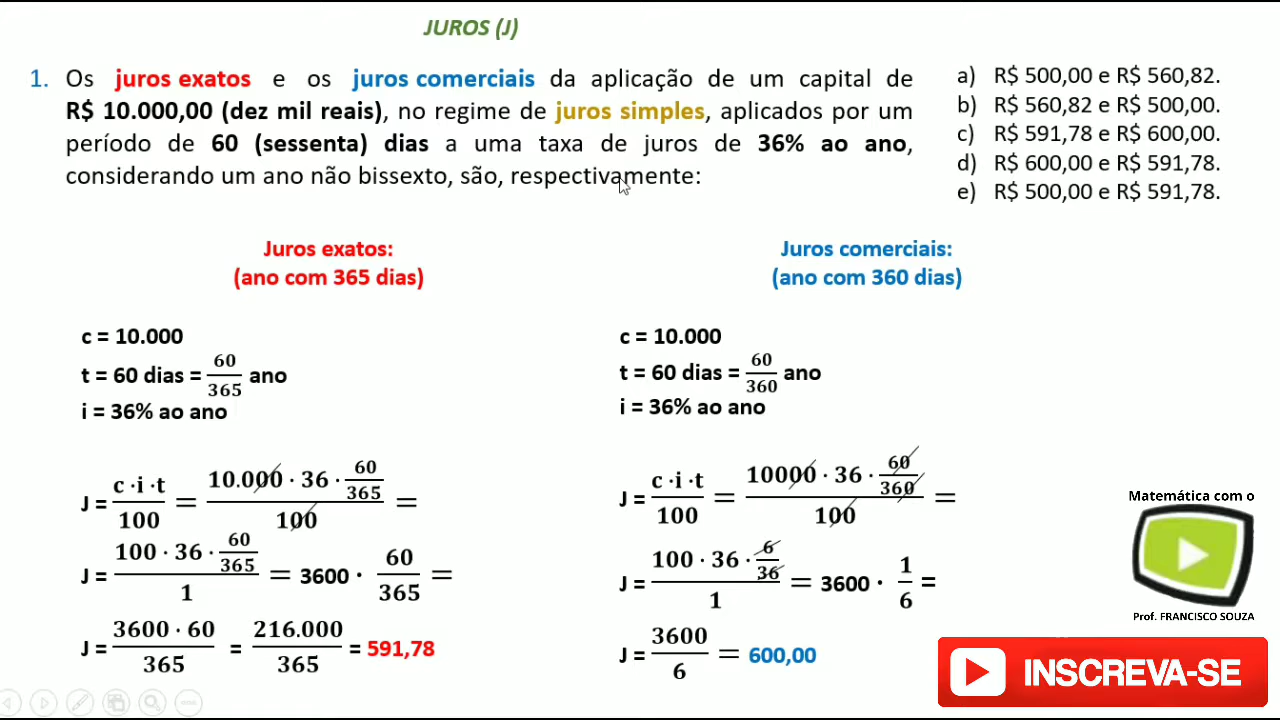 JUROS (J)
1. Os juros exatos e os juros comerciais da aplicação de um capital de
R$ 10.000,00 (dez mil reais), no regime de juros simples, aplicados por um
período de 60 (sessenta) dias a uma taxa de juros de 36% ao ano,
considerando um ano não bissexto, são, respectivamente:
a) R$ 500,00 e R$ 560,82.
b) R$ 560,82 e R$ 500,00.
c) R$ 591,78 e R$ 600,00.
d) R$ 600,00 e R$ 591,78.
e) R$ 500,00 e R$ 591,78.
Juros exatos:
(ano com 365 dias)
c = 10.000
t = 60 dias = 60/365 ano
i = 36% ao ano
J = c ·i ·t / 100 = 10.000 · 36 · 60/365 / 100 =
J = 100 · 36 · 60/365 / 1 = 3600 · 60/365 =
J = 3600 · 60 / 365 = 216.000 / 365 = 591,78
Juros comerciais:
(ano com 360 dias)
c = 10.000
t = 60 dias = 60/360 ano
i = 36% ao ano
J = c ·i ·t / 100 = 10000 · 36 · 60/360 / 100 =
J = 100 · 36 · 6/36 / 1 = 3600 · 1/6 =
J = 3600 / 6 = 600,00
Matemática com o
Prof. FRANCISCO SOUZA
INSCREVA-SE